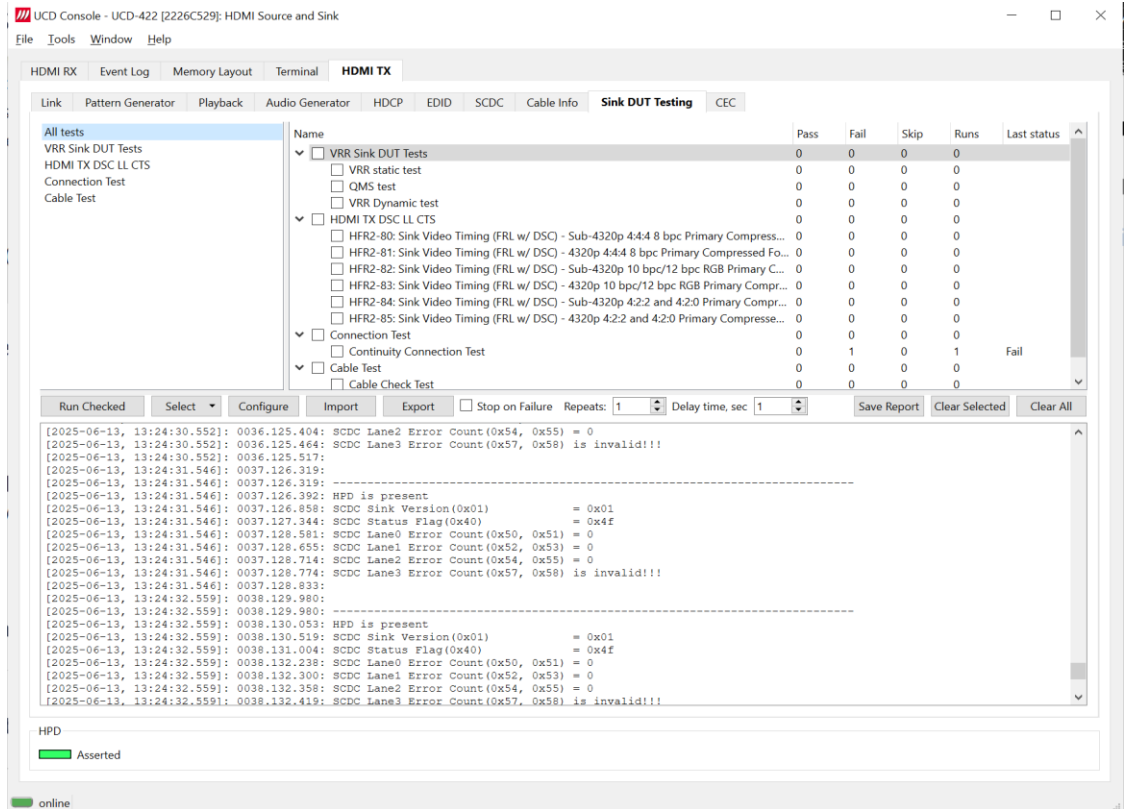 UCD Console - UCD-422 [2226C529]: HDMI Source and Sink
File Tools Window Help
HDMI RX Event Log Memory Layout Terminal HDMI TX
Link Pattern Generator Playback Audio Generator HDCP EDID SCDC Cable Info Sink DUT Testing CEC
All tests
VRR Sink DUT Tests
HDMI TX DSC LL CTS
Connection Test
Cable Test
Name Pass Fail Skip Runs Last status
VRR Sink DUT Tests 0 0 0 0
VRR static test 0 0 0 0
QMS test 0 0 0 0
VRR Dynamic test 0 0 0 0
HDMI TX DSC LL CTS 0 0 0 0
HFR2-80: Sink Video Timing (FRL w/ DSC) - Sub-4320p 4:4:4 8 bpc Primary Compress... 0 0 0 0
HFR2-81: Sink Video Timing (FRL w/ DSC) - 4320p 4:4:4 8 bpc Primary Compressed Fo... 0 0 0 0
HFR2-82: Sink Video Timing (FRL w/ DSC) - Sub-4320p 10 bpc/12 bpc RGB Primary C... 0 0 0 0
HFR2-83: Sink Video Timing (FRL w/ DSC) - 4320p 10 bpc/12 bpc RGB Primary Compr... 0 0 0 0
HFR2-84: Sink Video Timing (FRL w/ DSC) - Sub-4320p 4:2:2 and 4:2:0 Primary Compr... 0 0 0 0
HFR2-85: Sink Video Timing (FRL w/ DSC) - 4320p 4:2:2 and 4:2:0 Primary Compresse... 0 0 0 0
Connection Test 0 0 0 0
Continuity Connection Test 0 1 0 1 Fail
Cable Test 0 0 0 0
Cable Check Test 0 0 0 0
Run Checked Select Configure Import Export Stop on Failure Repeats: 1 Delay time, sec 1 Save Report Clear Selected Clear All
[2025-06-13, 13:24:30.552]: 0036.125.404: SCDC Lane2 Error Count(0x54, 0x55) = 0
[2025-06-13, 13:24:30.552]: 0036.125.464: SCDC Lane3 Error Count(0x57, 0x58) is invalid!!!
[2025-06-13, 13:24:30.552]: 0036.125.517:
[2025-06-13, 13:24:31.546]: 0037.126.319:
[2025-06-13, 13:24:31.546]: 0037.126.319: --------------------------------------------------------------------------------
[2025-06-13, 13:24:31.546]: 0037.126.392: HPD is present
[2025-06-13, 13:24:31.546]: 0037.126.858: SCDC Sink Version(0x01) = 0x01
[2025-06-13, 13:24:31.546]: 0037.127.344: SCDC Status Flag(0x40) = 0x4f
[2025-06-13, 13:24:31.546]: 0037.128.581: SCDC Lane0 Error Count(0x50, 0x51) = 0
[2025-06-13, 13:24:31.546]: 0037.128.655: SCDC Lane1 Error Count(0x52, 0x53) = 0
[2025-06-13, 13:24:31.546]: 0037.128.714: SCDC Lane2 Error Count(0x54, 0x55) = 0
[2025-06-13, 13:24:31.546]: 0037.128.774: SCDC Lane3 Error Count(0x57, 0x58) is invalid!!!
[2025-06-13, 13:24:31.546]: 0037.128.833:
[2025-06-13, 13:24:32.559]: 0038.129.980:
[2025-06-13, 13:24:32.559]: 0038.129.980: --------------------------------------------------------------------------------
[2025-06-13, 13:24:32.559]: 0038.130.053: HPD is present
[2025-06-13, 13:24:32.559]: 0038.130.519: SCDC Sink Version(0x01) = 0x01
[2025-06-13, 13:24:32.559]: 0038.131.004: SCDC Status Flag(0x40) = 0x4f
[2025-06-13, 13:24:32.559]: 0038.132.238: SCDC Lane0 Error Count(0x50, 0x51) = 0
[2025-06-13, 13:24:32.559]: 0038.132.300: SCDC Lane1 Error Count(0x52, 0x53) = 0
[2025-06-13, 13:24:32.559]: 0038.132.358: SCDC Lane2 Error Count(0x54, 0x55) = 0
[2025-06-13, 13:24:32.559]: 0038.132.419: SCDC Lane3 Error Count(0x57, 0x58) is invalid!!!
HPD
Asserted
online